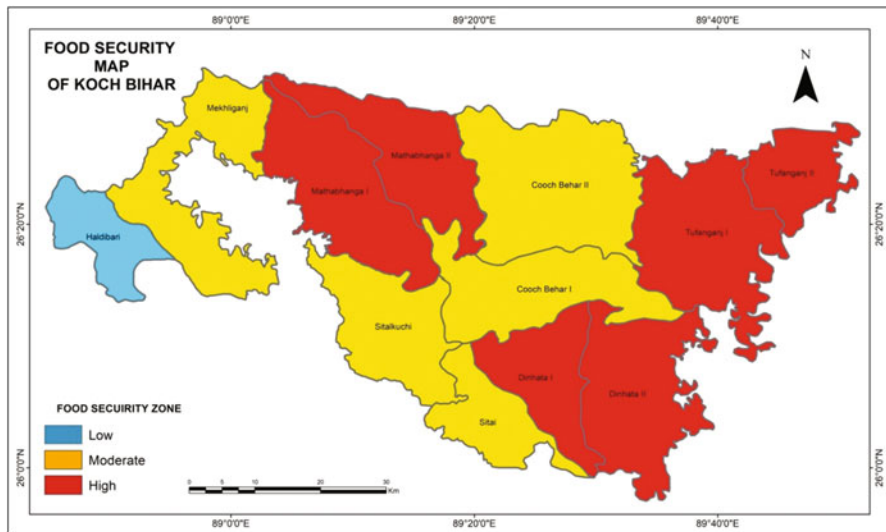 89°0'0"E 89°20'0"E 89°40'0"E
FOOD SECURITY
MAP
OF KOCH BIHAR
N
Mekhliganj
Mathabhanga II
Tufanganj II
Mathabhanga I
Cooch Behar II
26°20'0"N 26°20'0"N
Haldibari
Tufanganj I
Cooch Behar I
Sitalkuchi
Dinhata I
Dinhata II
FOOD SECUIRITY ZONE
Sitai
Low
Moderate
High
26°0'0"N 26°0'0"N
0 5 10 20 30
Km
89°0'0"E 89°20'0"E 89°40'0"E